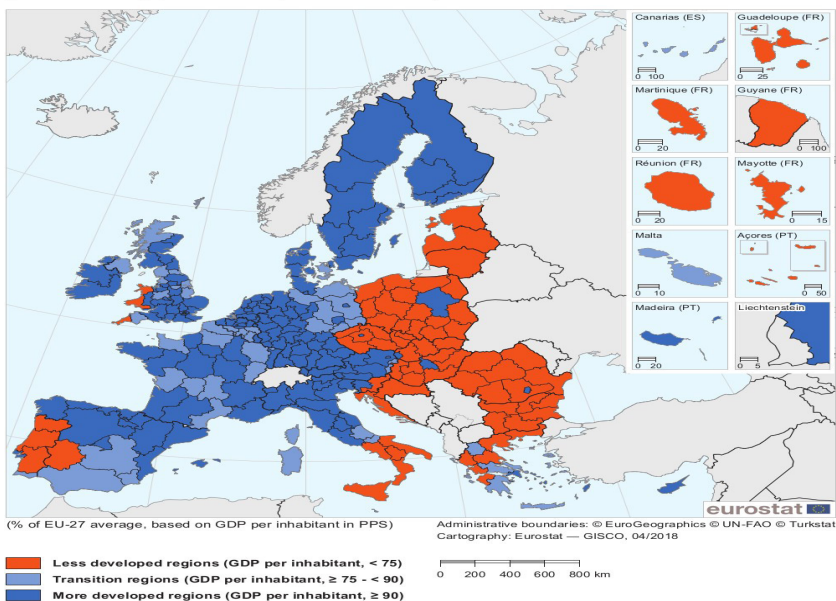 Canarias (ES)
0 100
Guadeloupe (FR)
0 25
Martinique (FR)
0 20
Guyane (FR)
0 100
Réunion (FR)
0 20
Mayotte (FR)
0 15
Malta
0 10
Açores (PT)
0 50
Madeira (PT)
0 20
Liechtenstein
0 5
eurostat
(% of EU-27 average, based on GDP per inhabitant in PPS)
Administrative boundaries: © EuroGeographics © UN-FAO © Turkstat
Cartography: Eurostat — GISCO, 04/2018
Less developed regions (GDP per inhabitant, < 75)
Transition regions (GDP per inhabitant, ≥ 75 - < 90)
More developed regions (GDP per inhabitant, ≥ 90)
0 200 400 600 800 km